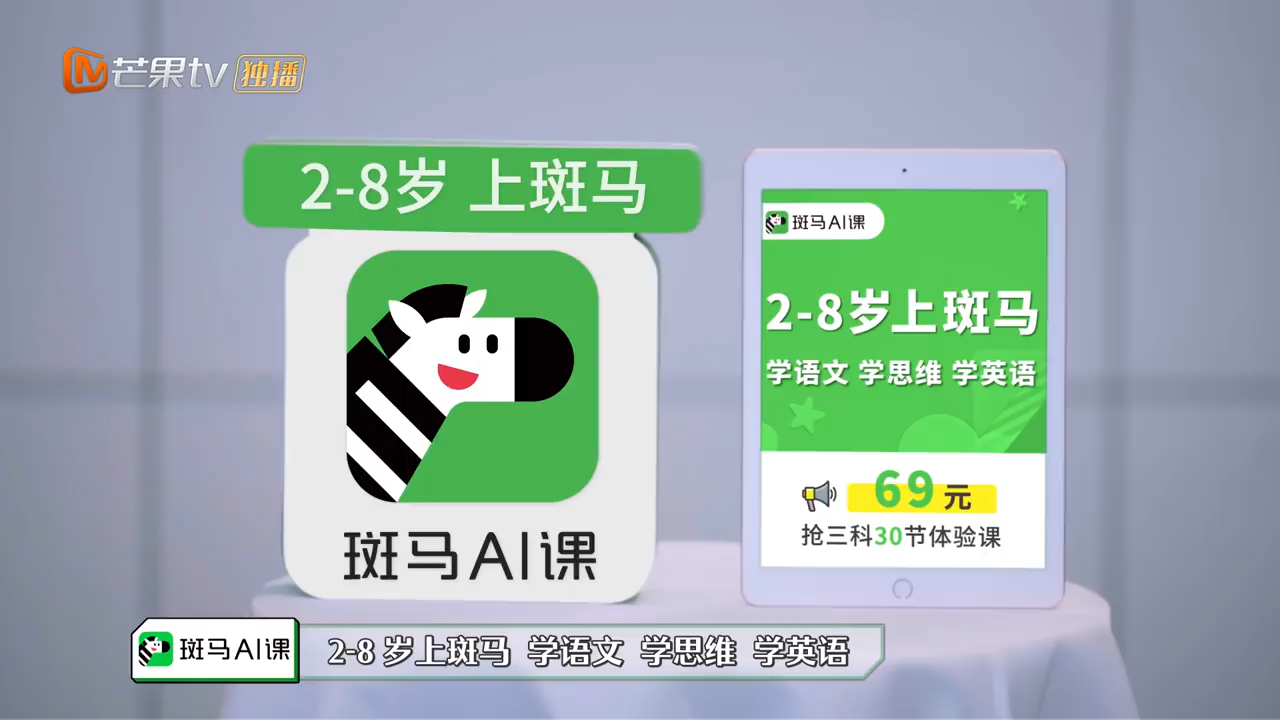 芒果tv 独播
2-8岁 上斑马
斑马AI课
斑马AI课
2-8岁上斑马
学语文 学思维 学英语
69元
抢三科30节体验课
斑马AI课
2-8岁上斑马 学语文 学思维 学英语